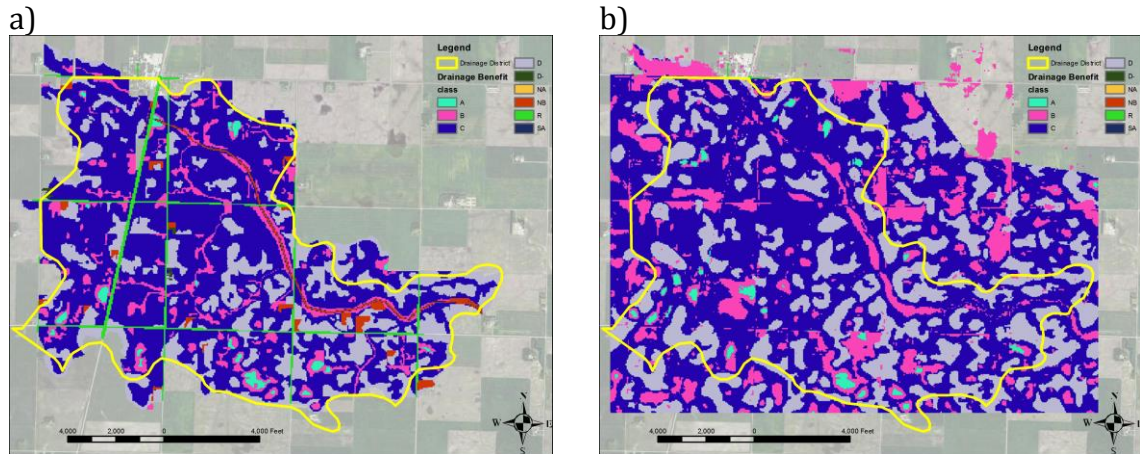 a)
b)
Legend
Drainage District
Drainage Benefit
class
A
B
C
D
D-
NA
NB
R
SA
4,000 2,000 0 4,000 Feet
N
W E
S
Legend
Drainage District
Drainage Benefit
class
A
B
C
D
D-
NA
NB
R
SA
4,000 2,000 0 4,000 Feet
N
W
S